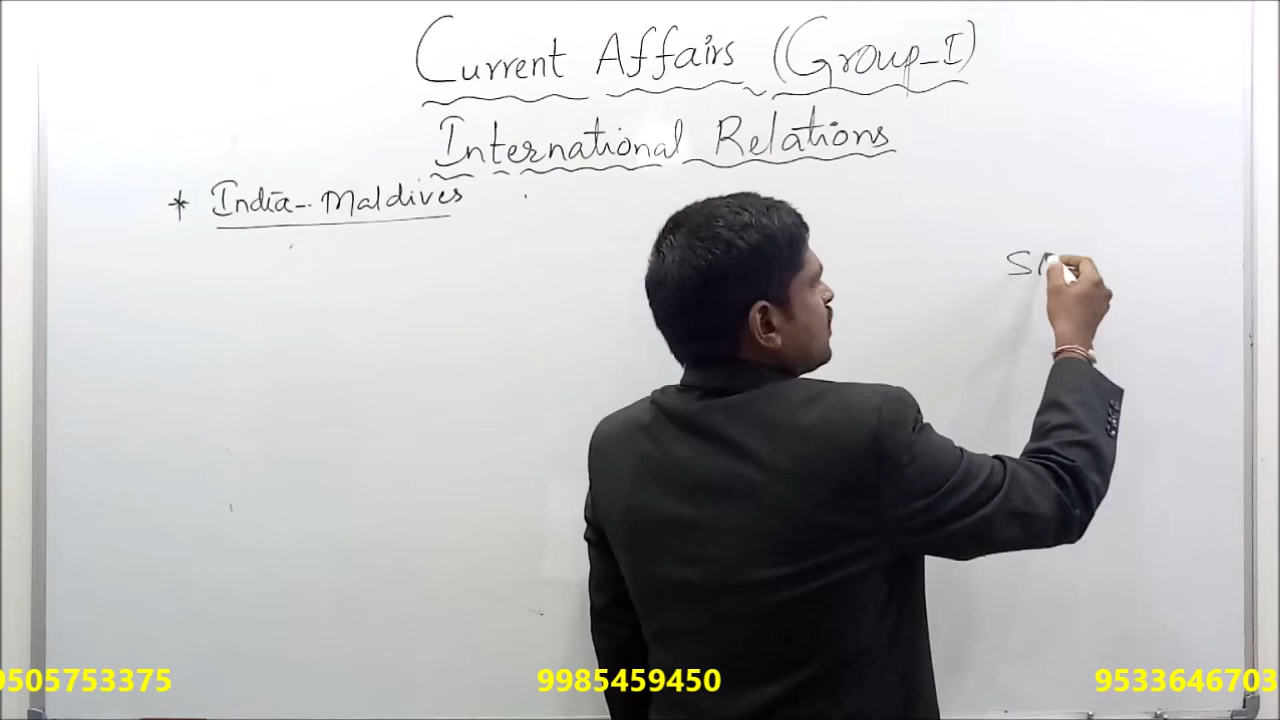 Current Affairs (Group-I)
International Relations
* India-Maldives
9505753375 9985459450 9533646703